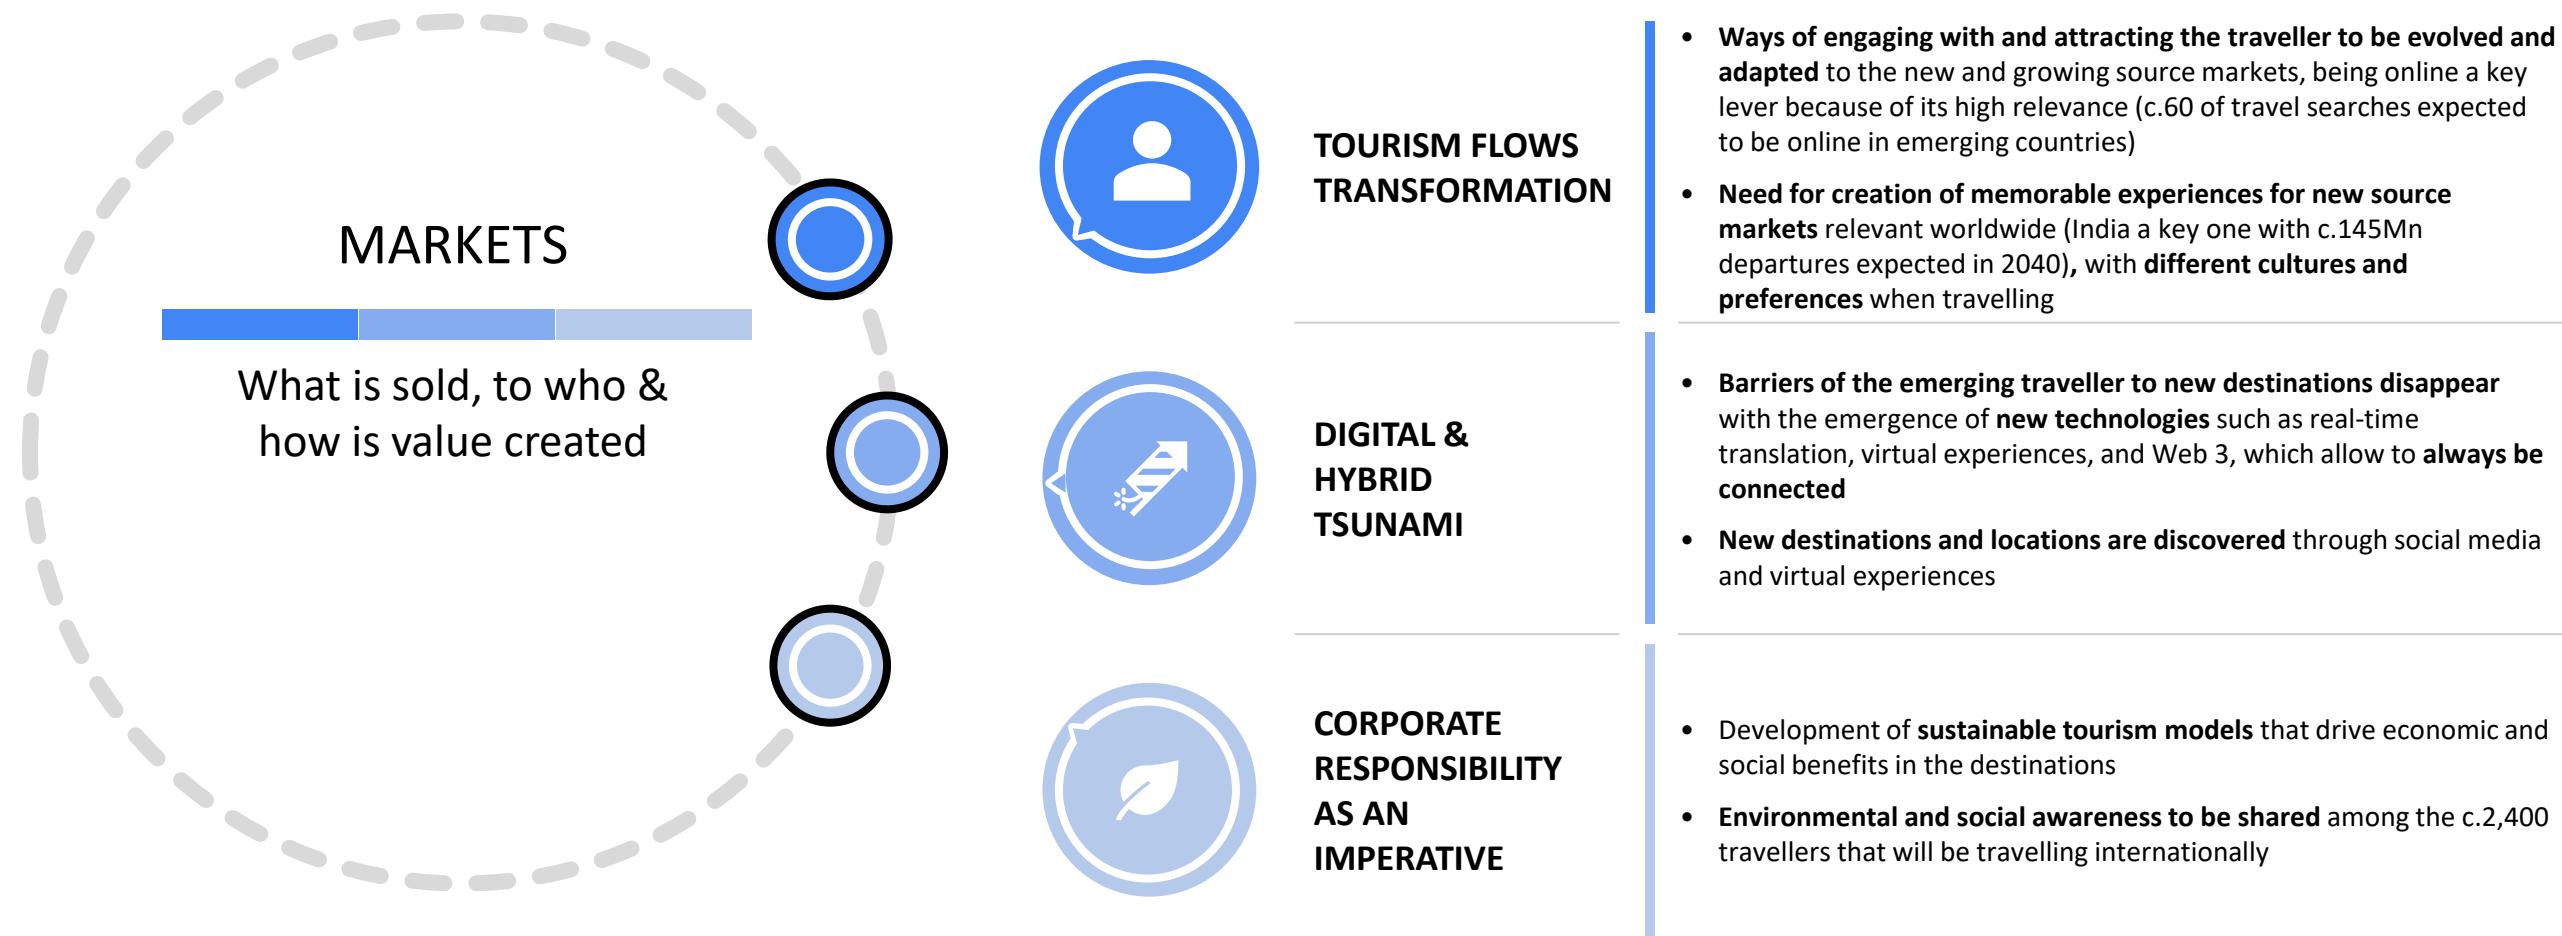 MARKETS
What is sold, to who &
how is value created
TOURISM FLOWS
TRANSFORMATION
• Ways of engaging with and attracting the traveller to be evolved and
adapted to the new and growing source markets, being online a key
lever because of its high relevance (c.60 of travel searches expected
to be online in emerging countries)
• Need for creation of memorable experiences for new source
markets relevant worldwide (India a key one with c.145Mn
departures expected in 2040), with different cultures and
preferences when travelling
DIGITAL &
HYBRID
TSUNAMI
• Barriers of the emerging traveller to new destinations disappear
with the emergence of new technologies such as real-time
translation, virtual experiences, and Web 3, which allow to always be
connected
• New destinations and locations are discovered through social media
and virtual experiences
CORPORATE
RESPONSIBILITY
AS AN
IMPERATIVE
• Development of sustainable tourism models that drive economic and
social benefits in the destinations
• Environmental and social awareness to be shared among the c.2,400
travellers that will be travelling internationally